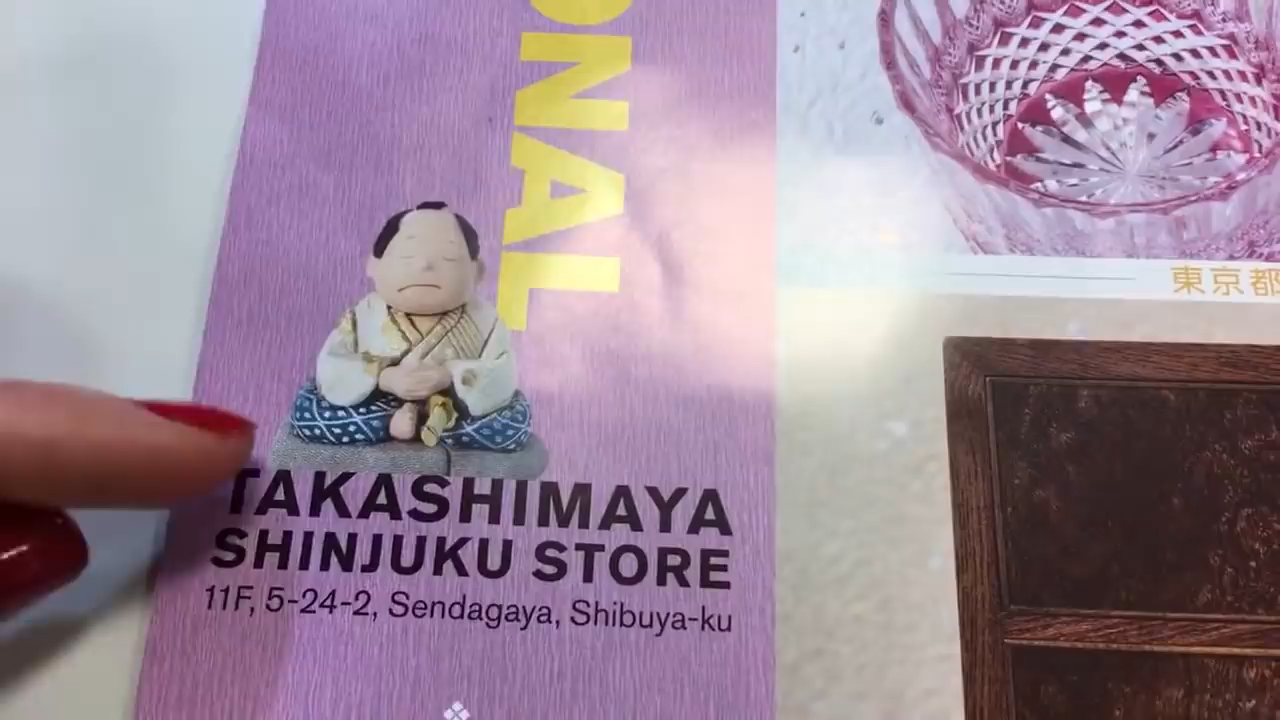 ONAL
TAKASHIMAYA
SHINJUKU STORE
11F, 5-24-2, Sendagaya, Shibuya-ku
東京都